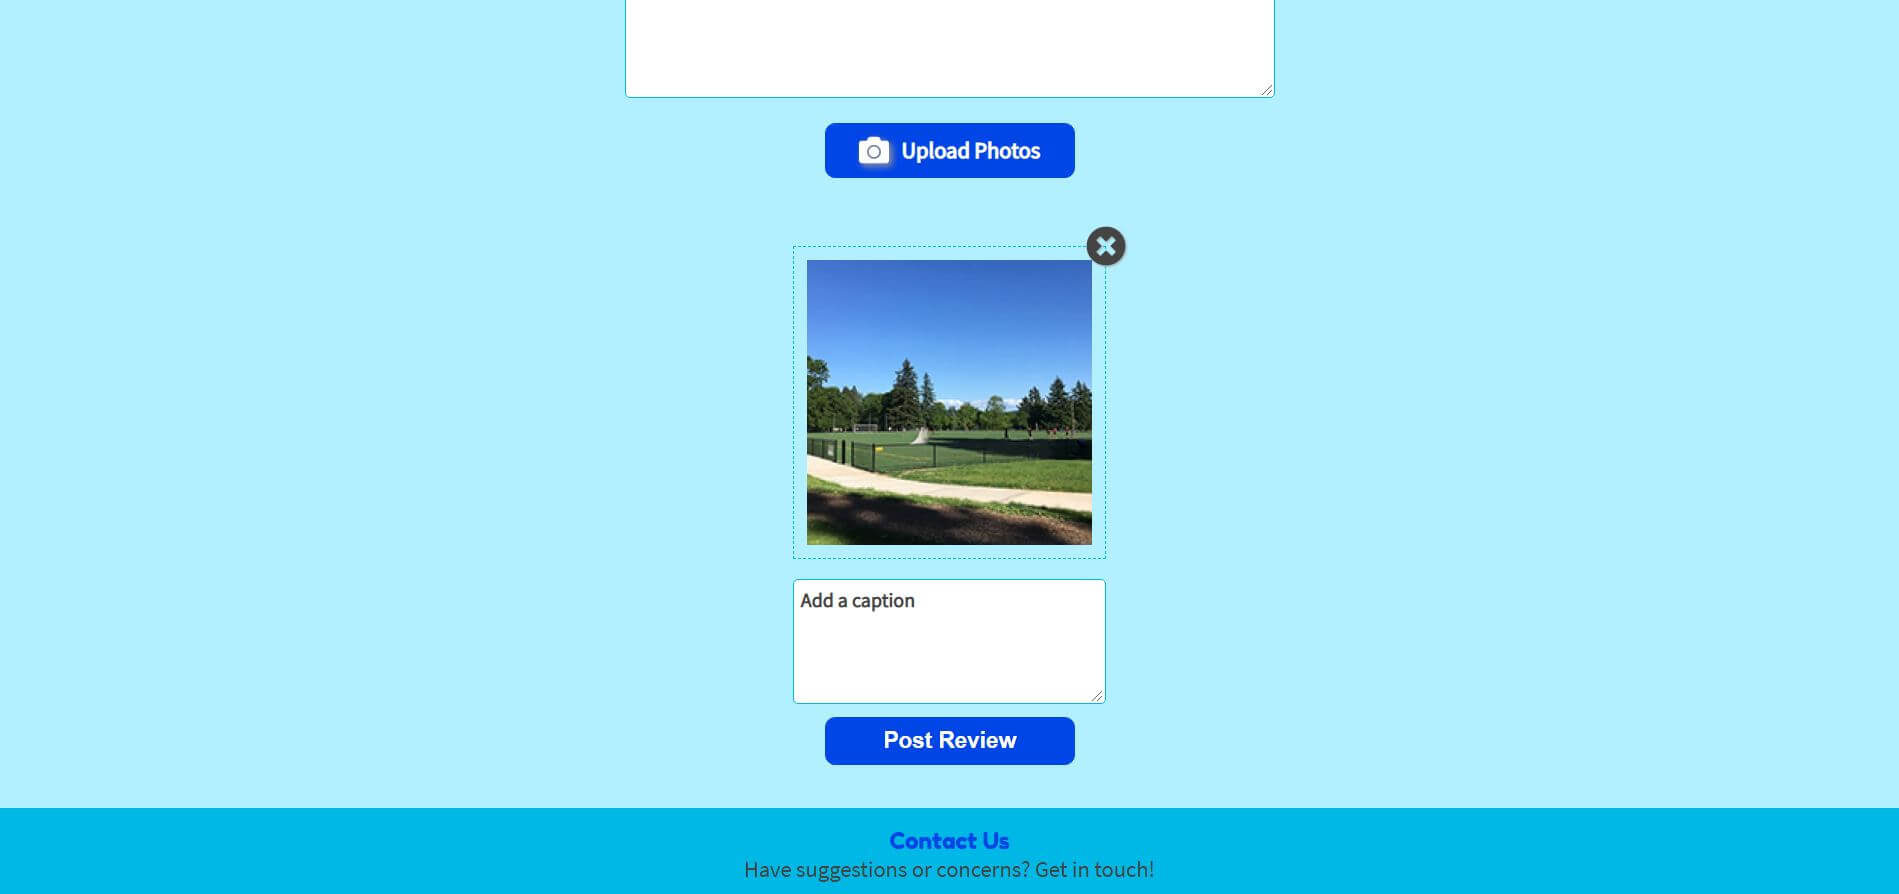 Upload Photos
Add a caption
Post Review
Contact Us
Have suggestions or concerns? Get in touch!